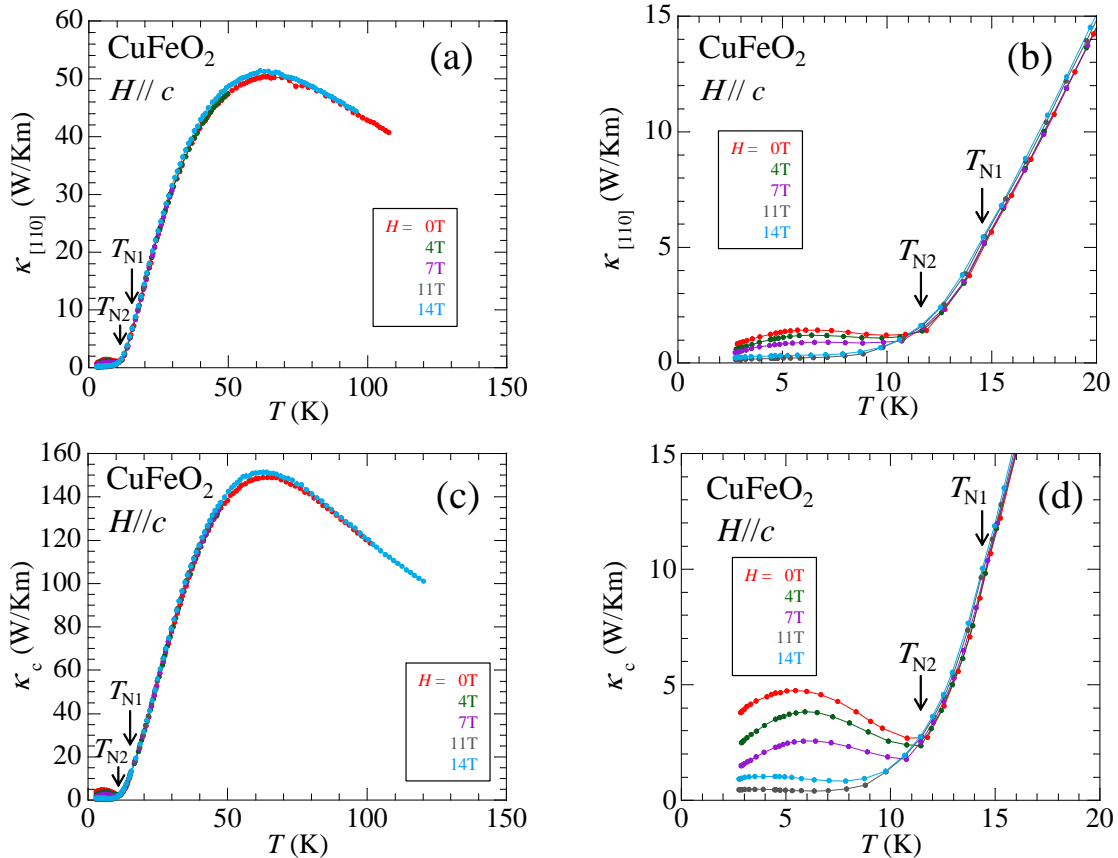 CuFeO2
H// c
(a)
H = 0T
4T
7T
11T
14T
TN1
TN2
κ [110] (W/Km)
60
50
40
30
20
10
0
0
50
100
150
T (K)
CuFeO2
H// c
(b)
H = 0T
4T
7T
11T
14T
TN1
TN2
κ [110] (W/Km)
15
10
5
0
0
5
10
15
20
T (K)
CuFeO2
H//c
(c)
H = 0T
4T
7T
11T
14T
TN1
TN2
κ c (W/Km)
160
140
120
100
80
60
40
20
0
0
50
100
150
T (K)
CuFeO2
H//c
(d)
H = 0T
4T
7T
11T
14T
TN1
TN2
κ c (W/Km)
15
10
5
0
0
5
10
15
20
T (K)